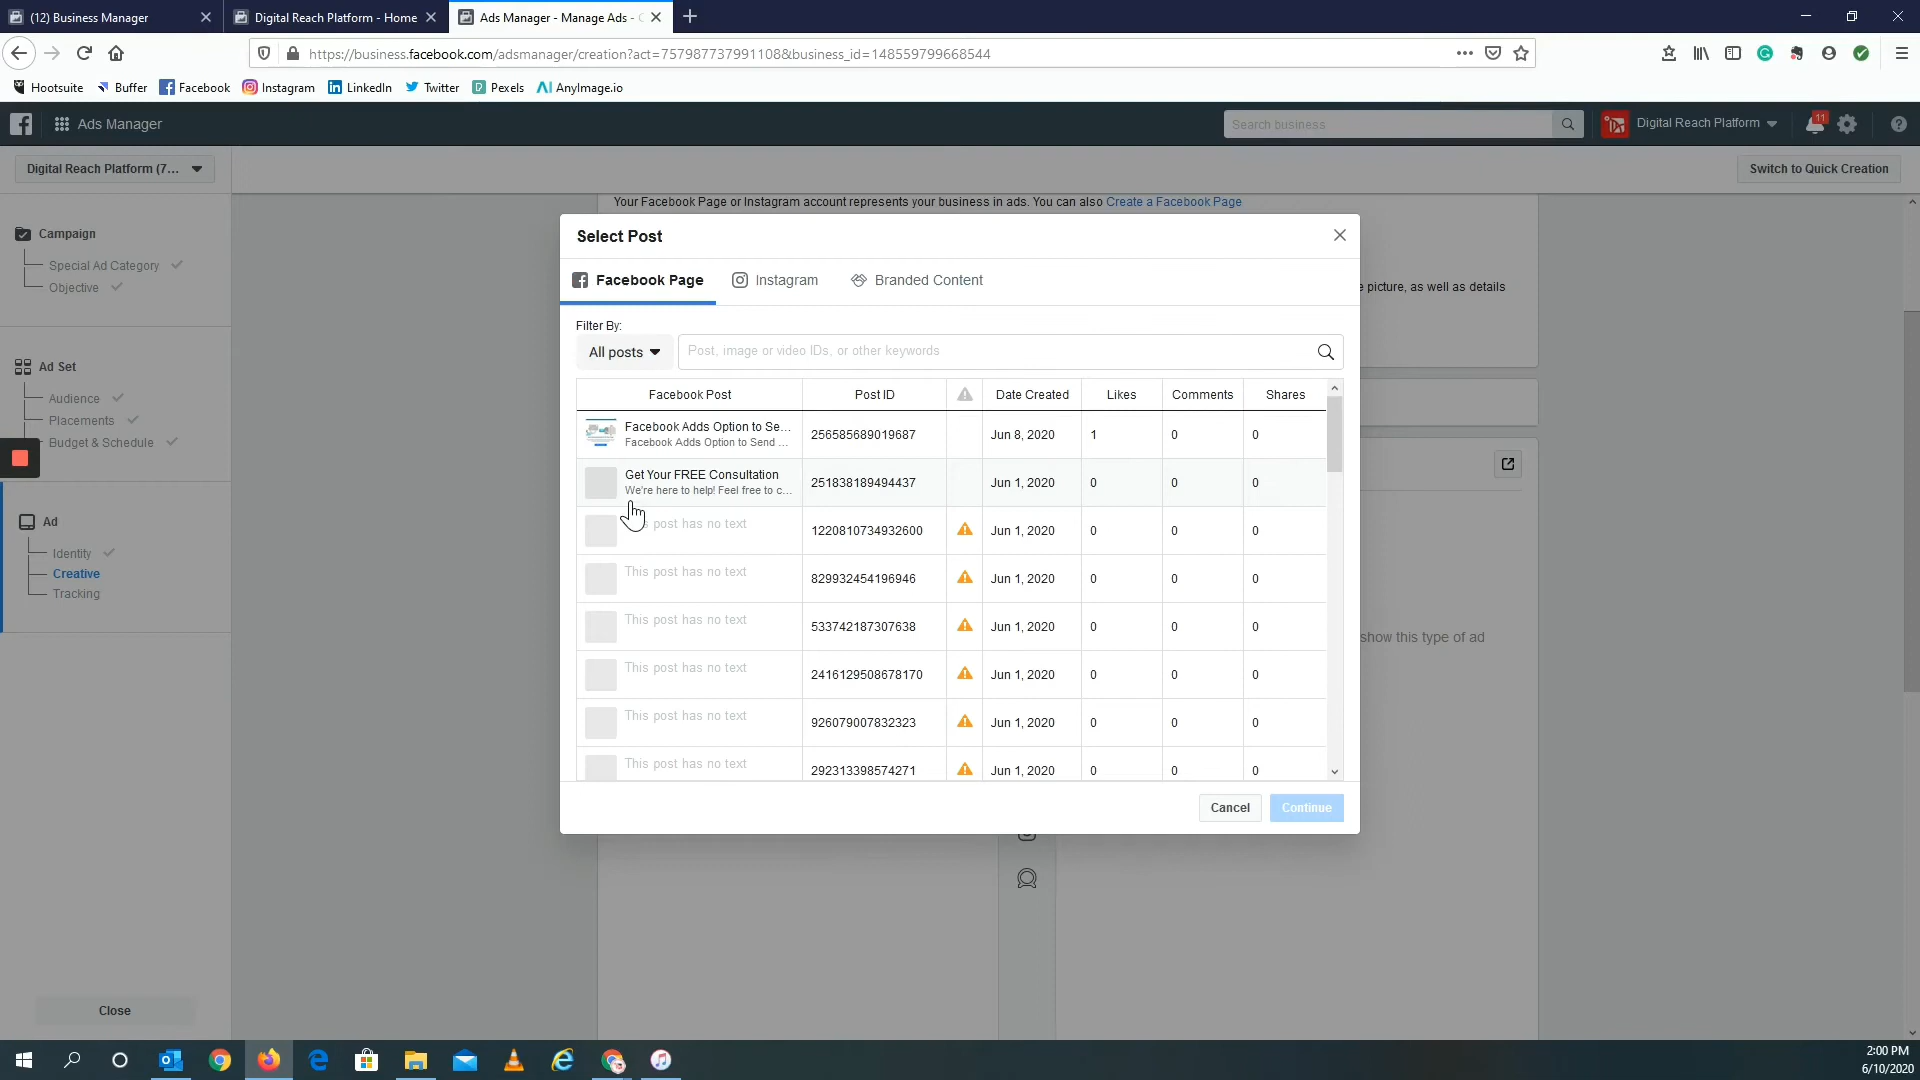 (12) Business Manager
Digital Reach Platform - Home
Ads Manager - Manage Ads -
https://business.facebook.com/adsmanager/creation?act=757987737991108&business_id=148559799668544
Hootsuite
Buffer
Facebook
Instagram
LinkedIn
Twitter
Pexels
AnyImage.io
Ads Manager
Search business
Digital Reach Platform
11
Digital Reach Platform (7...
Switch to Quick Creation
Your Facebook Page or Instagram account represents your business in ads. You can also Create a Facebook Page
Campaign
Special Ad Category
Objective
Ad Set
Audience
Placements
Budget & Schedule
Ad
Identity
Creative
Tracking
Close
picture, as well as details
show this type of ad
Select Post
Facebook Page
Instagram
Branded Content
Filter By:
All posts
Post, image or video IDs, or other keywords
Facebook Post Post ID Date Created Likes Comments Shares
Facebook Adds Option to Se...
Facebook Adds Option to Send ...
256585689019687 Jun 8, 2020 1 0 0
Get Your FREE Consultation
We're here to help! Feel free to c...
251838189494437 Jun 1, 2020 0 0 0
post has no text 1220810734932600 Jun 1, 2020 0 0 0
This post has no text 829932454196946 Jun 1, 2020 0 0 0
This post has no text 533742187307638 Jun 1, 2020 0 0 0
This post has no text 2416129508678170 Jun 1, 2020 0 0 0
This post has no text 926079007832323 Jun 1, 2020 0 0 0
This post has no text 292313398574271 Jun 1, 2020 0 0 0
Cancel
Continue
2:00 PM
6/10/2020